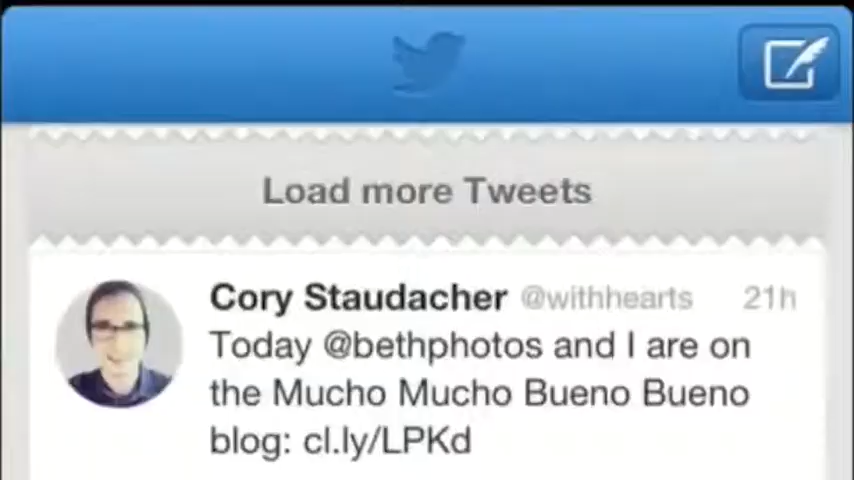 Load more Tweets
Cory Staudacher @withhearts 21h
Today @bethphotos and I are on
the Mucho Mucho Bueno Bueno
blog: cl.ly/LPKd